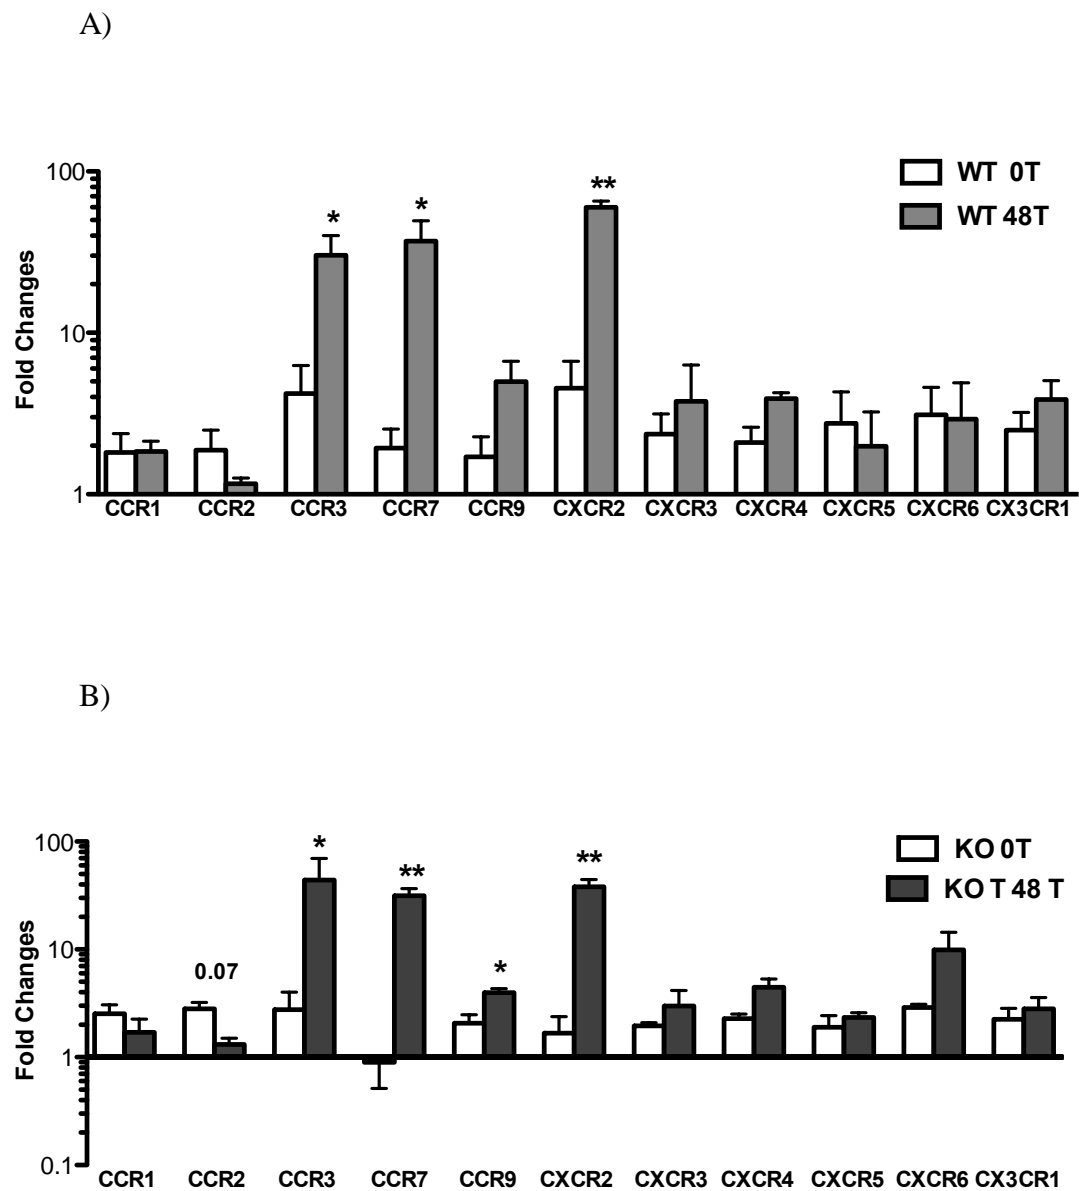 A)
100
10
1
Fold Changes
WT 0T
WT 48T
*
*
**
CCR1 CCR2 CCR3 CCR7 CCR9 CXCR2 CXCR3 CXCR4 CXCR5 CXCR6 CX3CR1
B)
100
10
1
0.1
Fold Changes
KO 0T
KO T 48 T
0.07
*
**
*
**
CCR1 CCR2 CCR3 CCR7 CCR9 CXCR2 CXCR3 CXCR4 CXCR5 CXCR6 CX3CR1